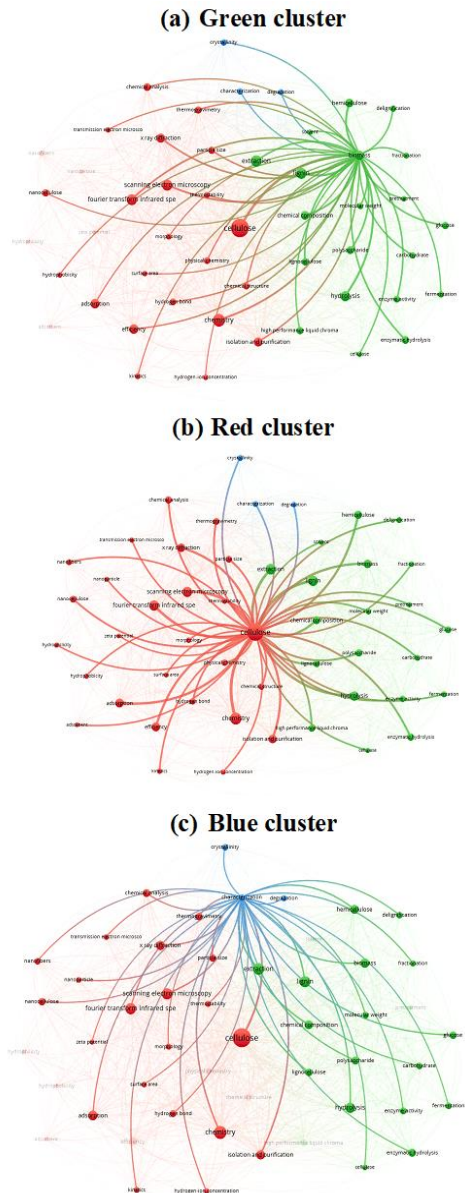 (a) Green cluster
crystallinity
chemical analysis
characterization
degradation
thermogravimetry
hemicellulose
delignification
transmission electron microsco
x ray diffraction
particle size
extraction
lignin
biomass
fractionation
nanocellulose
scanning electron microscopy
fourier transform infrared spe
molecular weight
glucose
chemical composition
cellulose
morphology
polysaccharide
carbohydrate
physical chemistry
lignocellulose
hydrophobicity
surface area
chemical structure
fermentation
adsorption
hydrogen bond
hydrolysis
enzyme activity
efficiency
chemistry
high performance liquid chroma
enzymatic hydrolysis
isolation and purification
cellulase
kinetics
hydrogen-ion concentration
(b) Red cluster
crystallinity
chemical analysis
characterization
degradation
thermogravimetry
hemicellulose
delignification
transmission electron microsco
x ray diffraction
particle size
extraction
nanofibers
biomass
fractionation
nanoparticle
lignin
scanning electron microscopy
nanocellulose
fourier transform infrared spe
molecular weight
chemical composition
glucose
cellulose
zeta potential
morphology
polysaccharide
carbohydrate
physical chemistry
lignocellulose
hydrophobicity
surface area
chemical structure
fermentation
adsorption
hydrogen bond
hydrolysis
enzyme activity
chemistry
efficiency
high performance liquid chroma
enzymatic hydrolysis
isolation and purification
cellulase
kinetics
hydrogen-ion concentration
(c) Blue cluster
crystallinity
chemical analysis
characterization
degradation
thermogravimetry
hemicellulose
delignification
transmission electron microsco
x ray diffraction
particle size
nanofibers
extraction
biomass
fractionation
nanoparticle
lignin
scanning electron microscopy
nanocellulose
fourier transform infrared spe
molecular weight
chemical composition
glucose
cellulose
zeta potential
morphology
polysaccharide
carbohydrate
lignocellulose
surface area
fermentation
adsorption
hydrogen bond
hydrolysis
enzyme activity
chemistry
enzymatic hydrolysis
isolation and purification
cellulase
kinetics
hydrogen-ion concentration